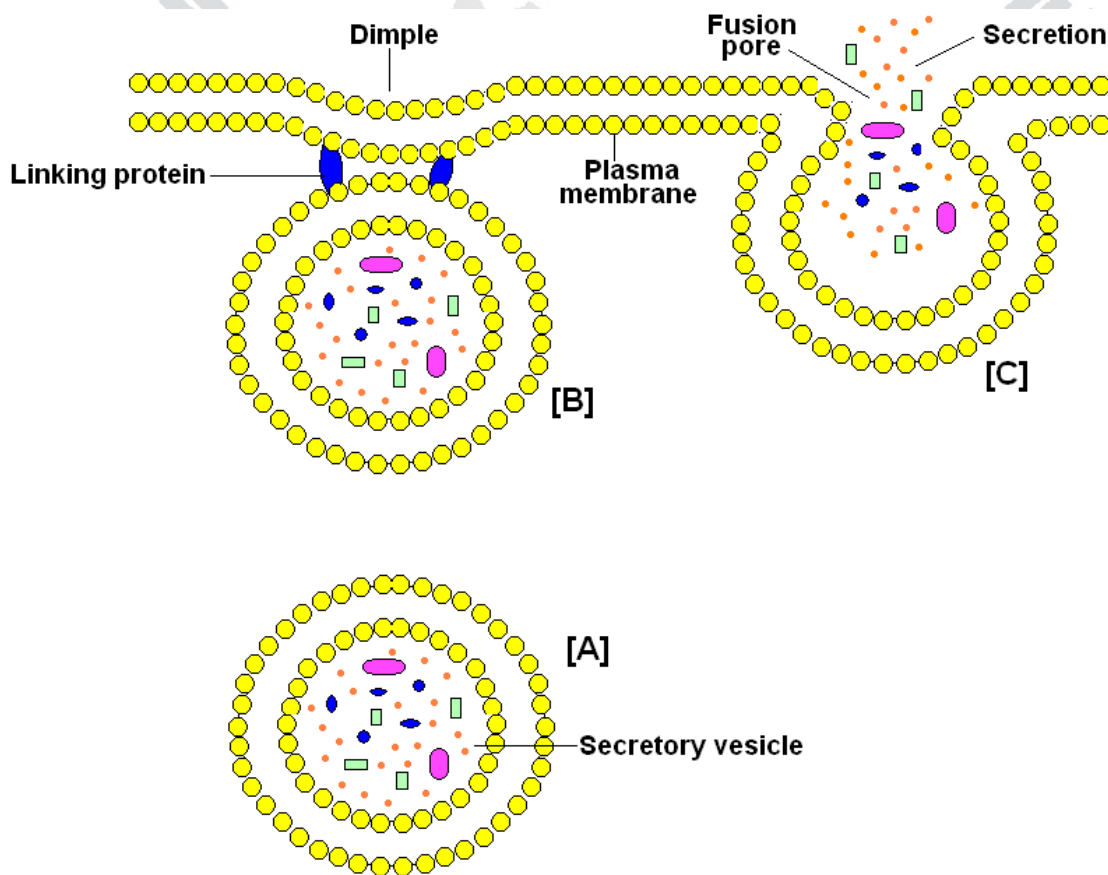 Dimple
Fusion
pore
Secretion
Linking protein
Plasma
membrane
[C]
[B]
[A]
Secretory vesicle